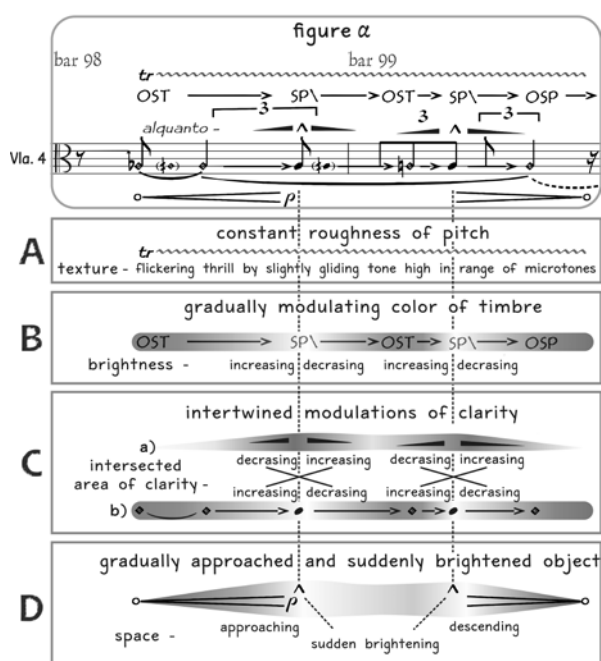 figure α
bar 98 bar 99
tr
OST SP\ OST SP\ OSP
3 3 3
alquanto -
Vla. 4
p
A
constant roughness of pitch
tr
texture - flickering thrill by slightly gliding tone high in range of microtones
B
gradually modulating color of timbre
OST SP\ OST SP\ OSP
brightness - increasing decrasing increasing decrasing
C
intertwined modulations of clarity
a)
decrasing increasing decrasing increasing
intersected
area of clarity -
increasing decrasing increasing decrasing
b)
D
gradually approached and suddenly brightened object
p
approaching descending
space - sudden brightening